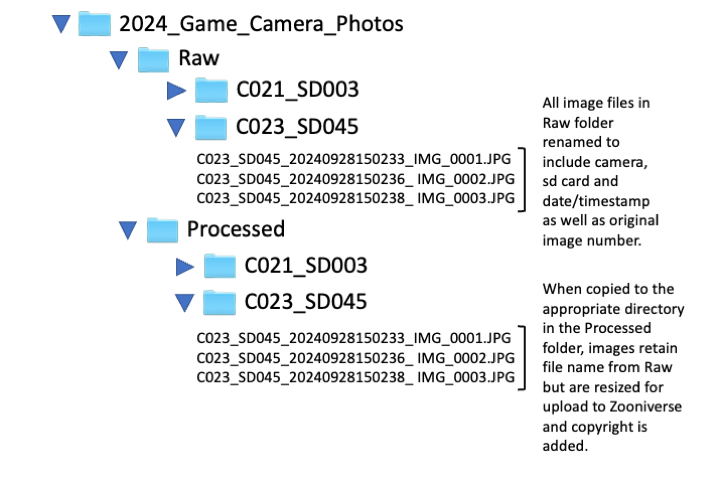 2024_Game_Camera_Photos
Raw
C021_SD003
C023_SD045
C023_SD045_20240928150233_IMG_0001.JPG
C023_SD045_20240928150236_ IMG_0002.JPG
C023_SD045_20240928150238_ IMG_0003.JPG
All image files in
Raw folder
renamed to
include camera,
sd card and
date/timestamp
as well as original
image number.
Processed
C021_SD003
C023_SD045
C023_SD045_20240928150233_IMG_0001.JPG
C023_SD045_20240928150236_ IMG_0002.JPG
C023_SD045_20240928150238_ IMG_0003.JPG
When copied to the
appropriate directory
in the Processed
folder, images retain
file name from Raw
but are resized for
upload to Zooniverse
and copyright is
added.